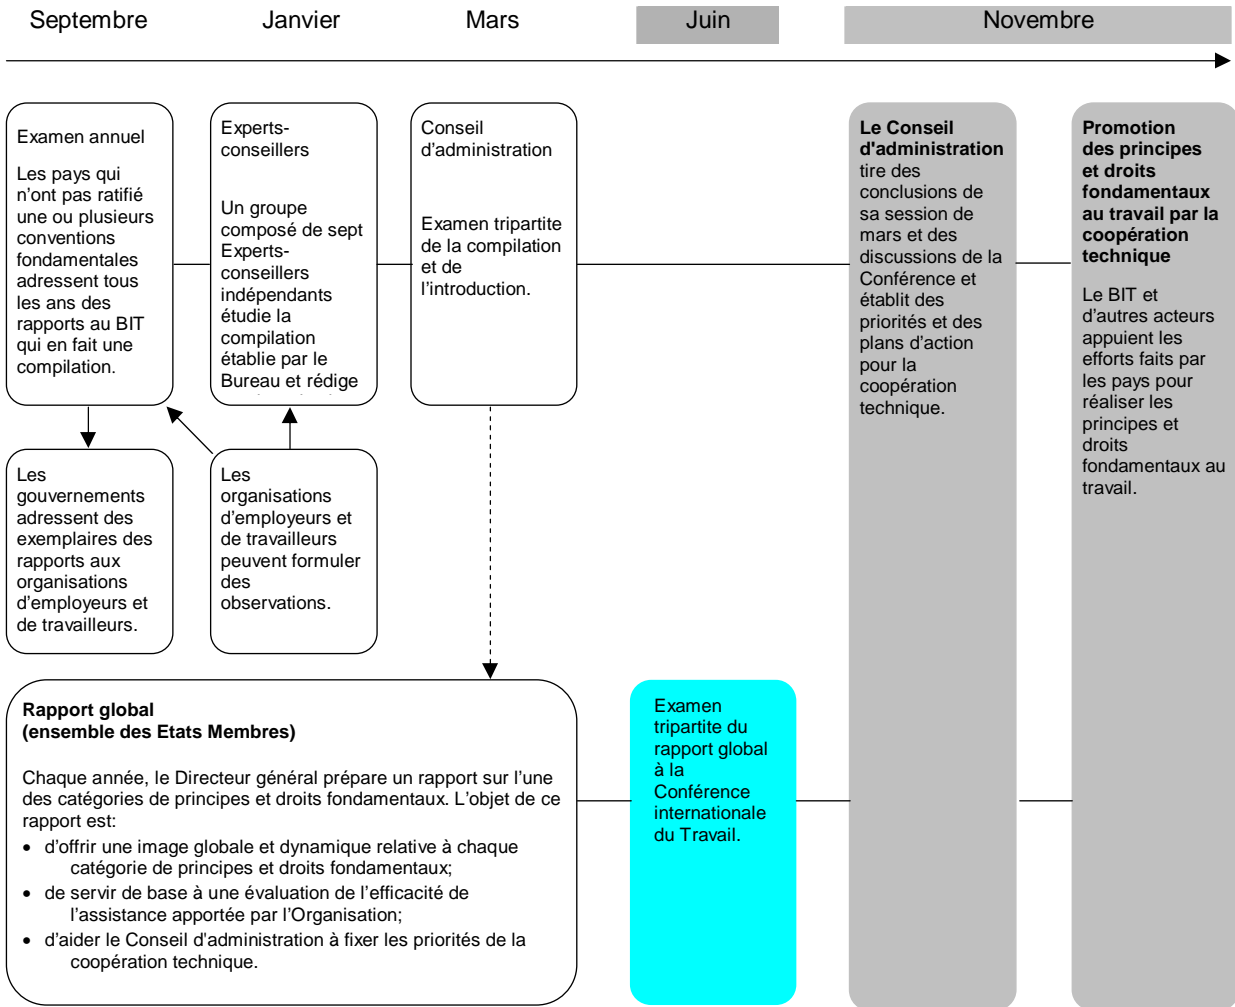 Septembre
Janvier
Mars
Juin
Novembre
Examen annuel
Les pays qui
n'ont pas ratifié
une ou plusieurs
conventions
fondamentales
adressent tous
les ans des
rapports au BIT
qui en fait une
compilation.
Experts-
conseillers
Un groupe
composé de sept
Experts-
conseillers
indépendants
étudie la
compilation
établie par le
Bureau et rédige
Conseil
d'administration
Examen tripartite
de la compilation
et de
l'introduction.
Le Conseil
d'administration
tire des
conclusions de
sa session de
mars et des
discussions de la
Conférence et
établit des
priorités et des
plans d'action
pour la
coopération
technique.
Promotion
des principes
et droits
fondamentaux
au travail par la
coopération
technique
Le BIT et
d'autres acteurs
appuient les
efforts faits par
les pays pour
réaliser les
principes et
droits
fondamentaux au
travail.
Les
gouvernements
adressent des
exemplaires des
rapports aux
organisations
d'employeurs et
de travailleurs.
Les
organisations
d'employeurs et
de travailleurs
peuvent formuler
des
observations.
Rapport global
(ensemble des Etats Membres)
Chaque année, le Directeur général prépare un rapport sur l'une
des catégories de principes et droits fondamentaux. L'objet de ce
rapport est:
• d'offrir une image globale et dynamique relative à chaque
catégorie de principes et droits fondamentaux;
• de servir de base à une évaluation de l'efficacité de
l'assistance apportée par l'Organisation;
• d'aider le Conseil d'administration à fixer les priorités de la
coopération technique.
Examen
tripartite du
rapport global
à la
Conférence
internationale
du Travail.